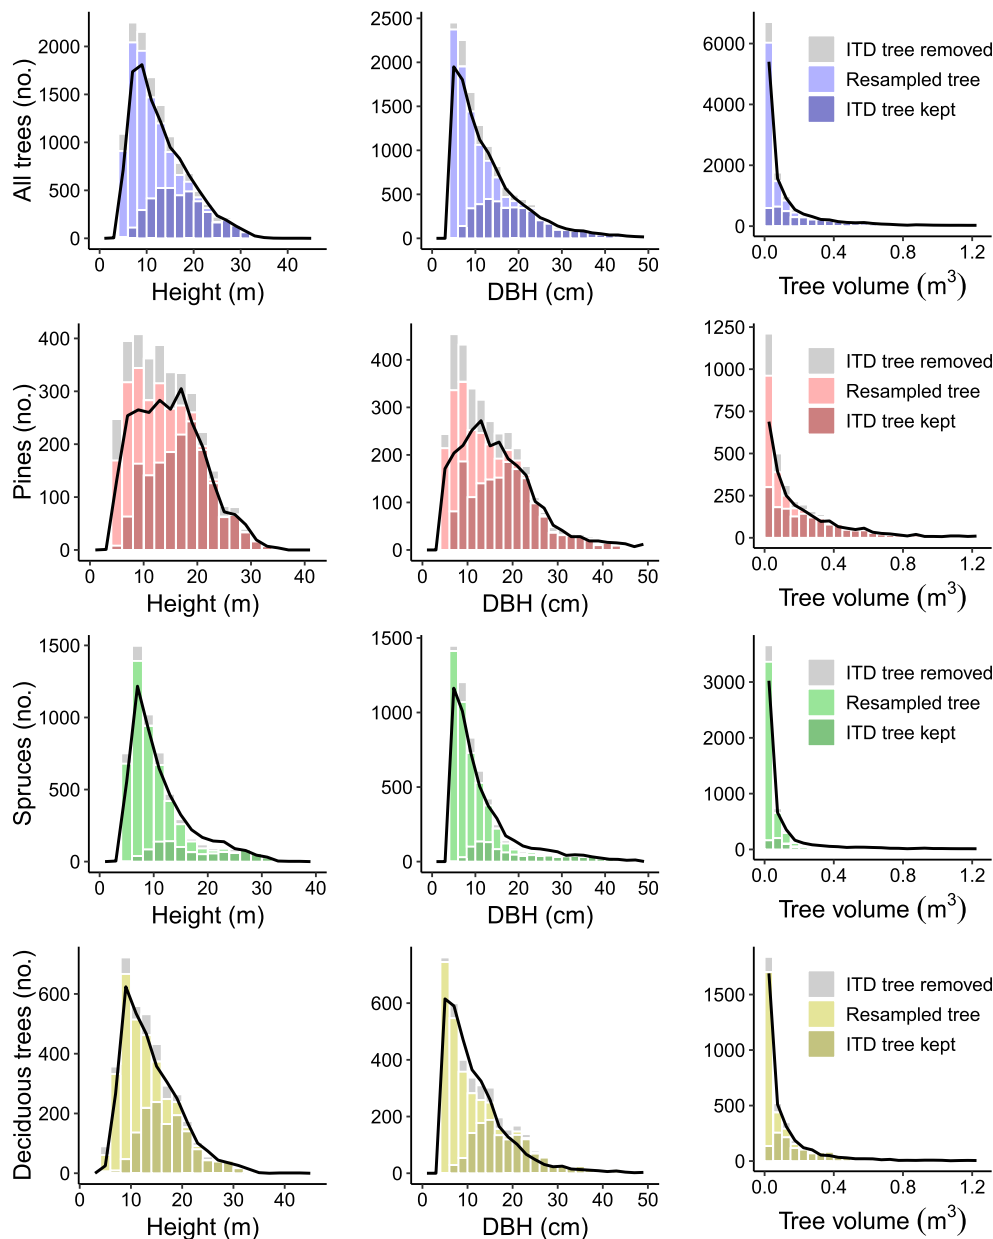 All trees (no.)
2000
1500
1000
500
0
0 10 20 30 40
Height (m)
2500
2000
1500
1000
500
0
0 10 20 30 40 50
DBH (cm)
6000
4000
2000
0
0.0 0.4 0.8 1.2
Tree volume (m³)
ITD tree removed
Resampled tree
ITD tree kept
Pines (no.)
400
300
200
100
0
0 10 20 30 40
Height (m)
400
300
200
100
0
0 10 20 30 40 50
DBH (cm)
1250
1000
750
500
250
0
0.0 0.4 0.8 1.2
Tree volume (m³)
ITD tree removed
Resampled tree
ITD tree kept
Spruces (no.)
1500
1000
500
0
0 10 20 30 40
Height (m)
1500
1000
500
0
0 10 20 30 40 50
DBH (cm)
3000
2000
1000
0
0.0 0.4 0.8 1.2
Tree volume (m³)
ITD tree removed
Resampled tree
ITD tree kept
Deciduous trees (no.)
600
400
200
0
0 10 20 30 40
Height (m)
600
400
200
0
0 10 20 30 40 50
DBH (cm)
1500
1000
500
0
0.0 0.4 0.8 1.2
Tree volume (m³)
ITD tree removed
Resampled tree
ITD tree kept